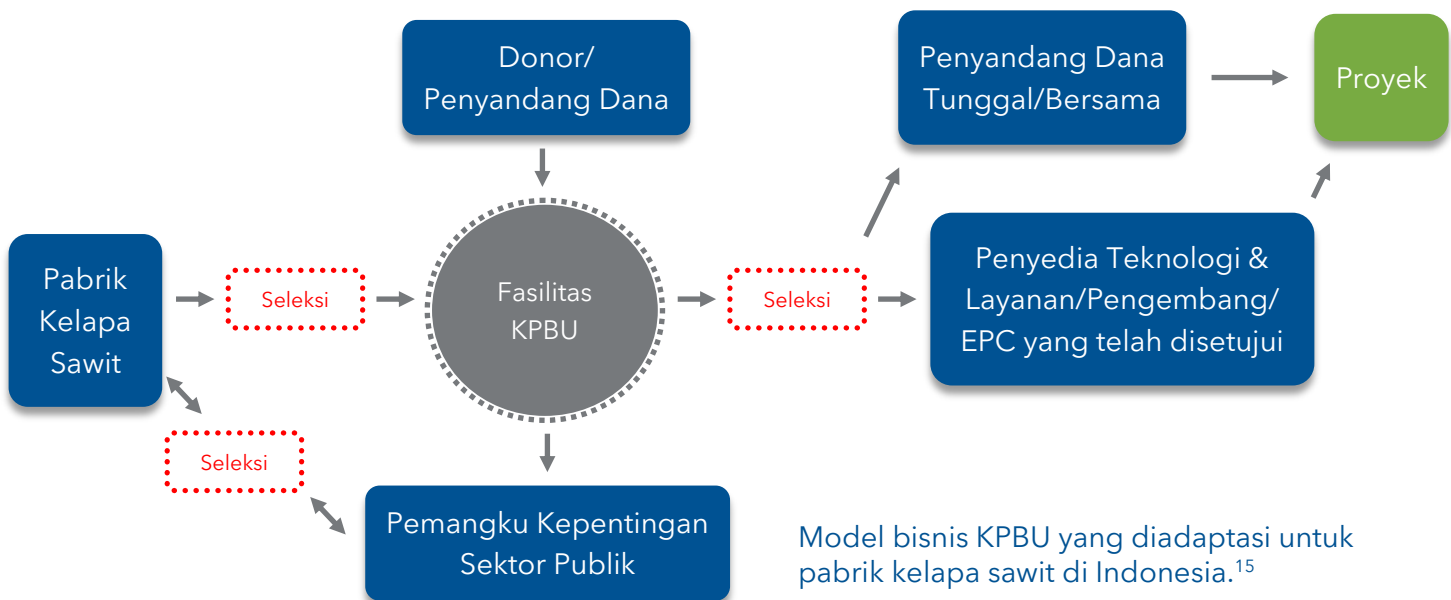 Donor/
Penyandang Dana
Penyandang Dana
Tunggal/Bersama
Proyek
Pabrik
Kelapa
Sawit
Seleksi
Fasilitas
KPBU
Seleksi
Penyedia Teknologi &
Layanan/Pengembang/
EPC yang telah disetujui
Seleksi
Pemangku Kepentingan
Sektor Publik
Model bisnis KPBU yang diadaptasi untuk
pabrik kelapa sawit di Indonesia.¹⁵